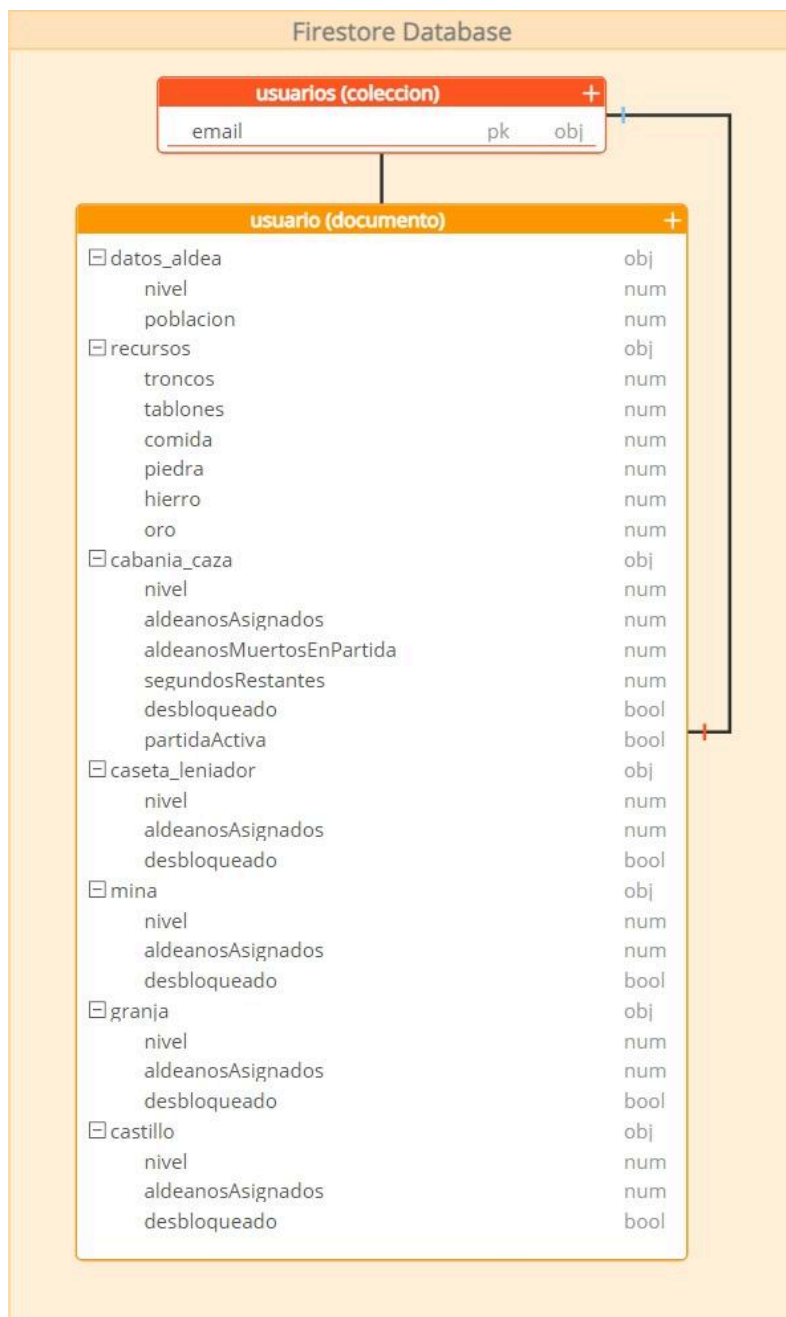 Firestore Database
usuarios (coleccion) +
email pk obj
usuario (documento) +
datos_aldea obj
nivel num
poblacion num
recursos obj
troncos num
tablones num
comida num
piedra num
hierro num
oro num
cabania_caza obj
nivel num
aldeanosAsignados num
aldeanosMuertosEnPartida num
segundosRestantes num
desbloqueado bool
partidaActiva bool
caseta_leniador obj
nivel num
aldeanosAsignados num
desbloqueado bool
mina obj
nivel num
aldeanosAsignados num
desbloqueado bool
granja obj
nivel num
aldeanosAsignados num
desbloqueado bool
castillo obj
nivel num
aldeanosAsignados num
desbloqueado bool